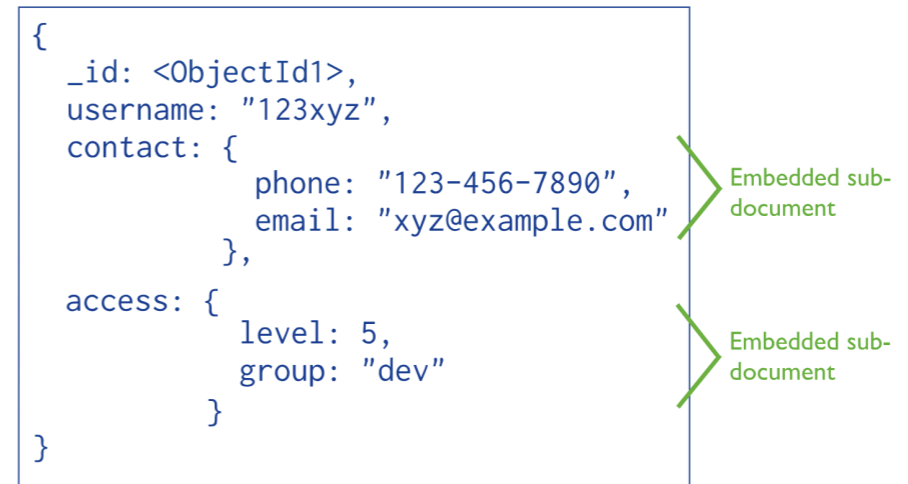 {
_id: <ObjectId1>,
username: "123xyz",
contact: {
phone: "123-456-7890",
email: "xyz@example.com"
},
Embedded sub-
document
access: {
level: 5,
group: "dev"
}
Embedded sub-
document
}